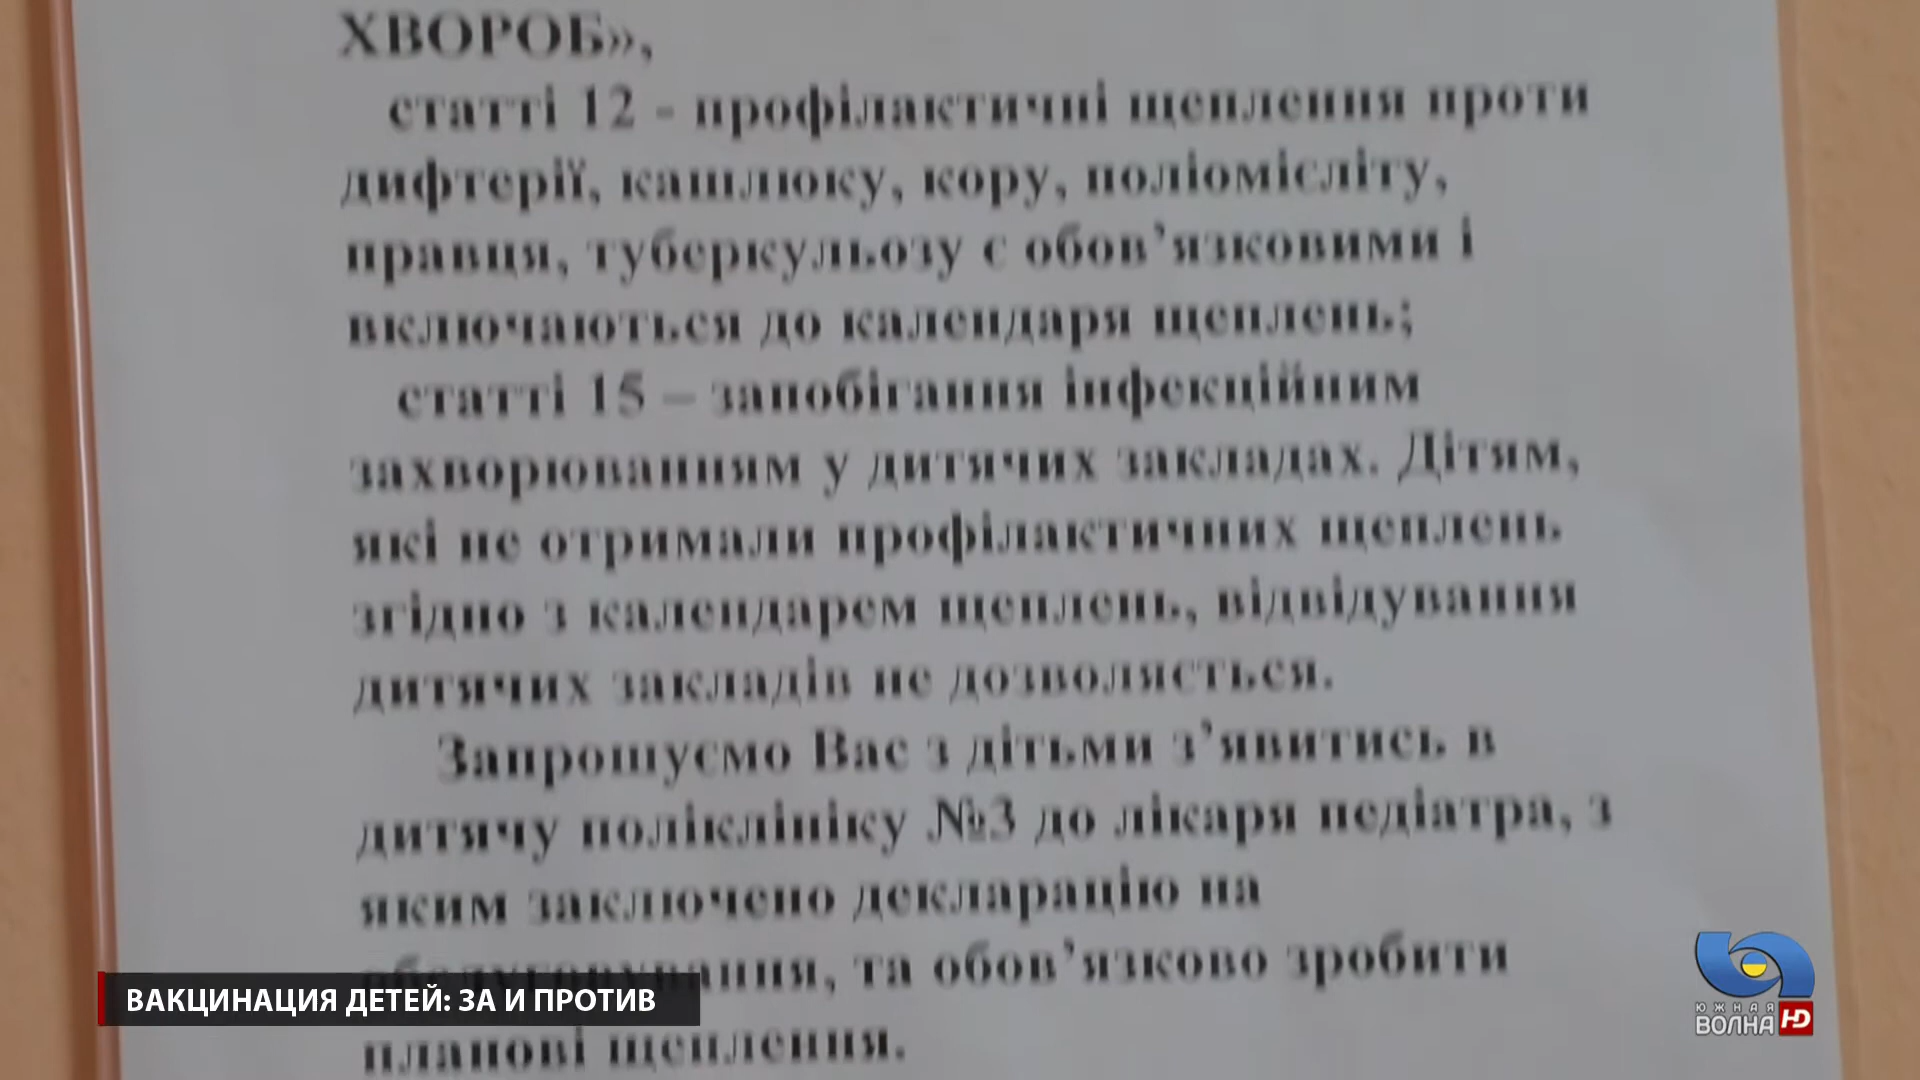 ХВОРОБ»,
статті 12 - профілактичні щеплення проти
дифтерії, кашлюку, кору, поліомієліту,
правця, туберкульозу є обов’язковими і
включаються до календаря щеплень;
статті 15 – запобігання інфекційним
захворюванням у дитячих закладах. Дітям,
які не отримали профілактичних щеплень
згідно з календарем щеплень, відвідування
дитячих закладів не дозволяється.
Запрошуємо Вас з дітьми з’явитись в
дитячу поліклініку №3 до лікаря педіатра, з
яким заключено декларацію на
обслуговування, та обов’язково зробити
планові щеплення.
ВАКЦИНАЦИЯ ДЕТЕЙ: ЗА И ПРОТИВ
ЮЖНАЯ
ВОЛНА HD